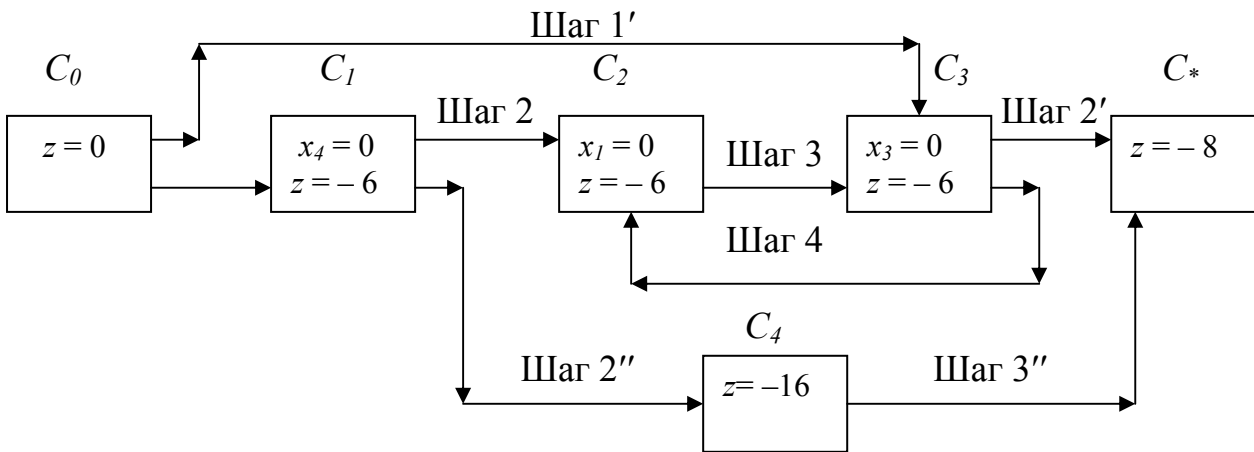 Шаг 1′
C₀
C₁
C₂
C₃
C*
Шаг 2
Шаг 3
Шаг 2′
z = 0
x₄ = 0
z = – 6
x₁ = 0
z = – 6
x₃ = 0
z = – 6
z = – 8
Шаг 4
C₄
Шаг 2′′
z= –16
Шаг 3′′